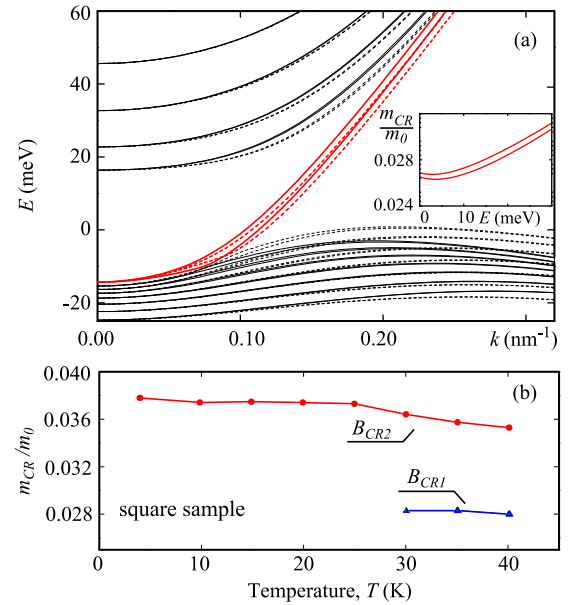 60
(a)
40
20
0
-20
E (meV)
m_CR
m_0
0.028
0.024
0 10 E (meV)
0.00 0.10 0.20 k (nm⁻¹)
0.040
(b)
0.036
0.032
0.028
m_CR/m_0
B_CR2
B_CR1
square sample
0 10 20 30 40
Temperature, T (K)